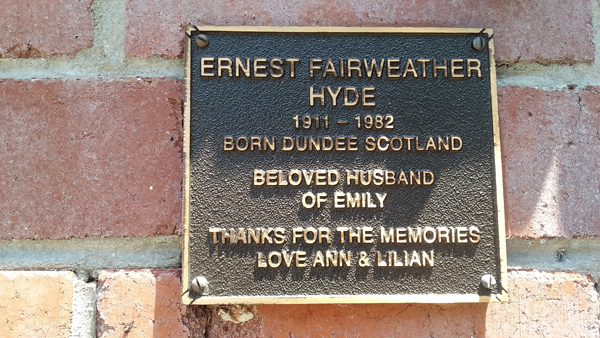 ERNEST FAIRWEATHER
HYDE
1911 – 1982
BORN DUNDEE SCOTLAND
BELOVED HUSBAND
OF EMILY
THANKS FOR THE MEMORIES
LOVE ANN & LILIAN